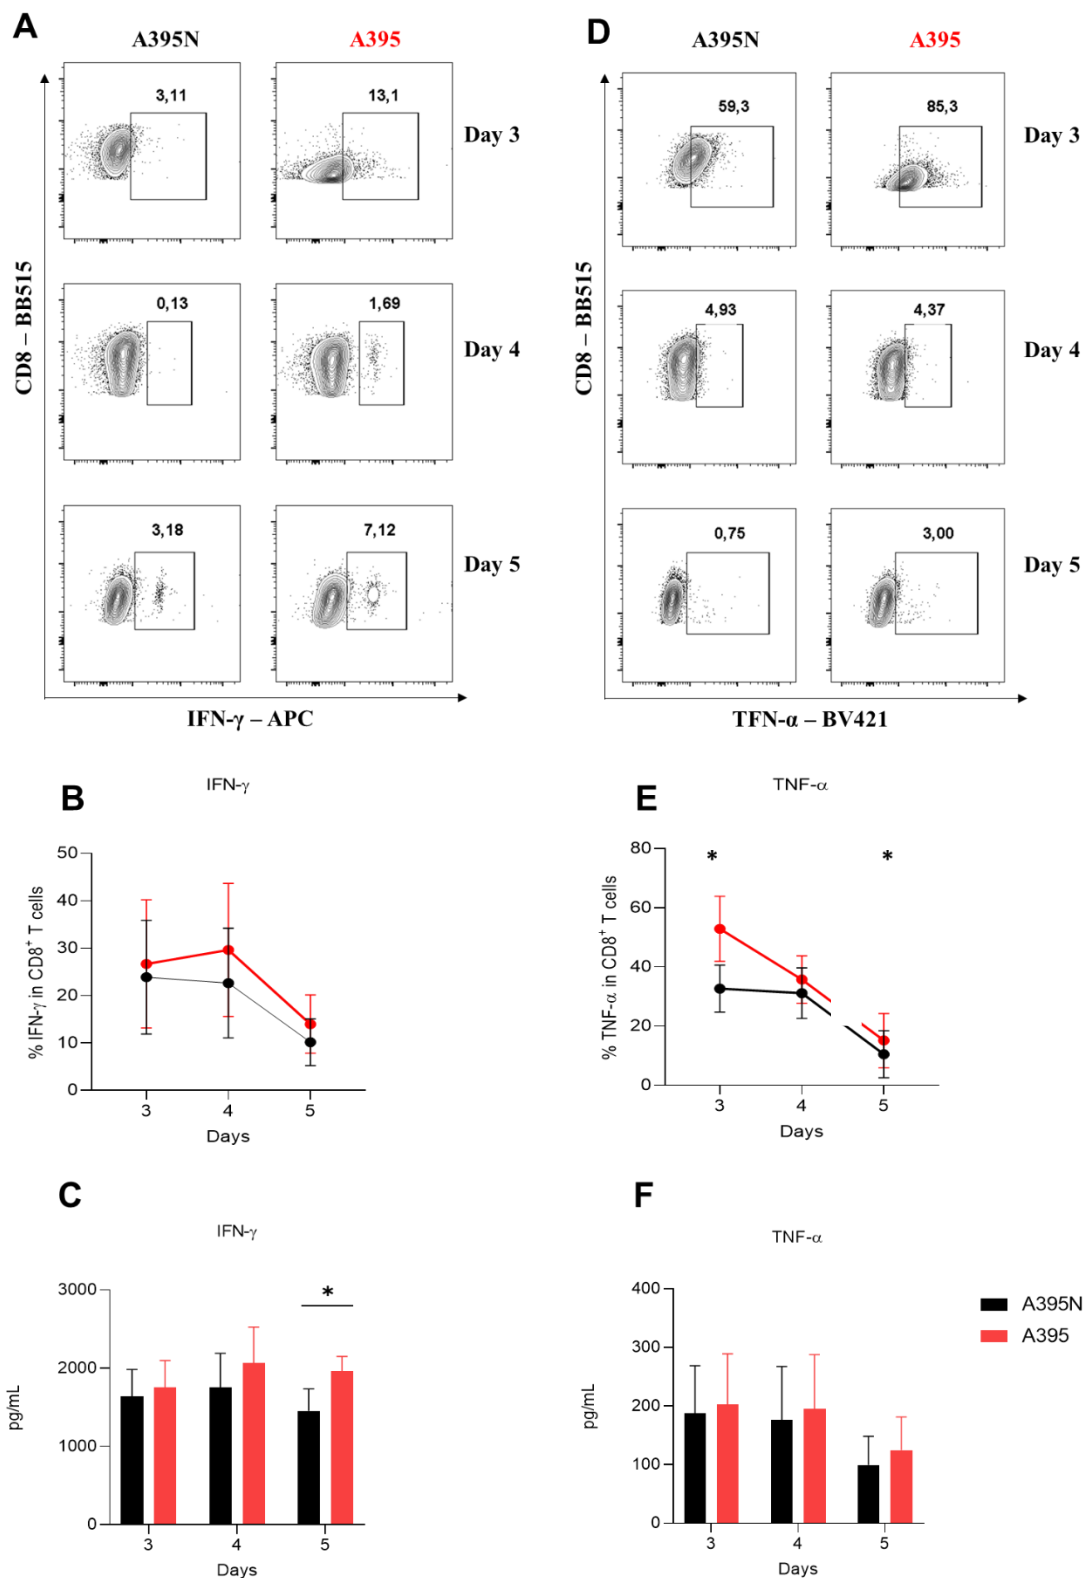 A
A395N A395
3,11 13,1
Day 3
0,13 1,69
Day 4
3,18 7,12
Day 5
CD8 – BB515
IFN-γ – APC
D
A395N A395
59,3 85,3
Day 3
4,93 4,37
Day 4
0,75 3,00
Day 5
CD8 – BB515
TFN-α – BV421
B
IFN-γ
% IFN-γ in CD8⁺ T cells
50
40
30
20
10
0
3 4 5
Days
E
TNF-α
% TNF-α in CD8⁺ T cells
80
60
40
20
0
* *
3 4 5
Days
C
IFN-γ
pg/mL
3000
2000
1000
0
*
3 4 5
Days
F
TNF-α
pg/mL
400
300
200
100
0
3 4 5
Days
A395N
A395